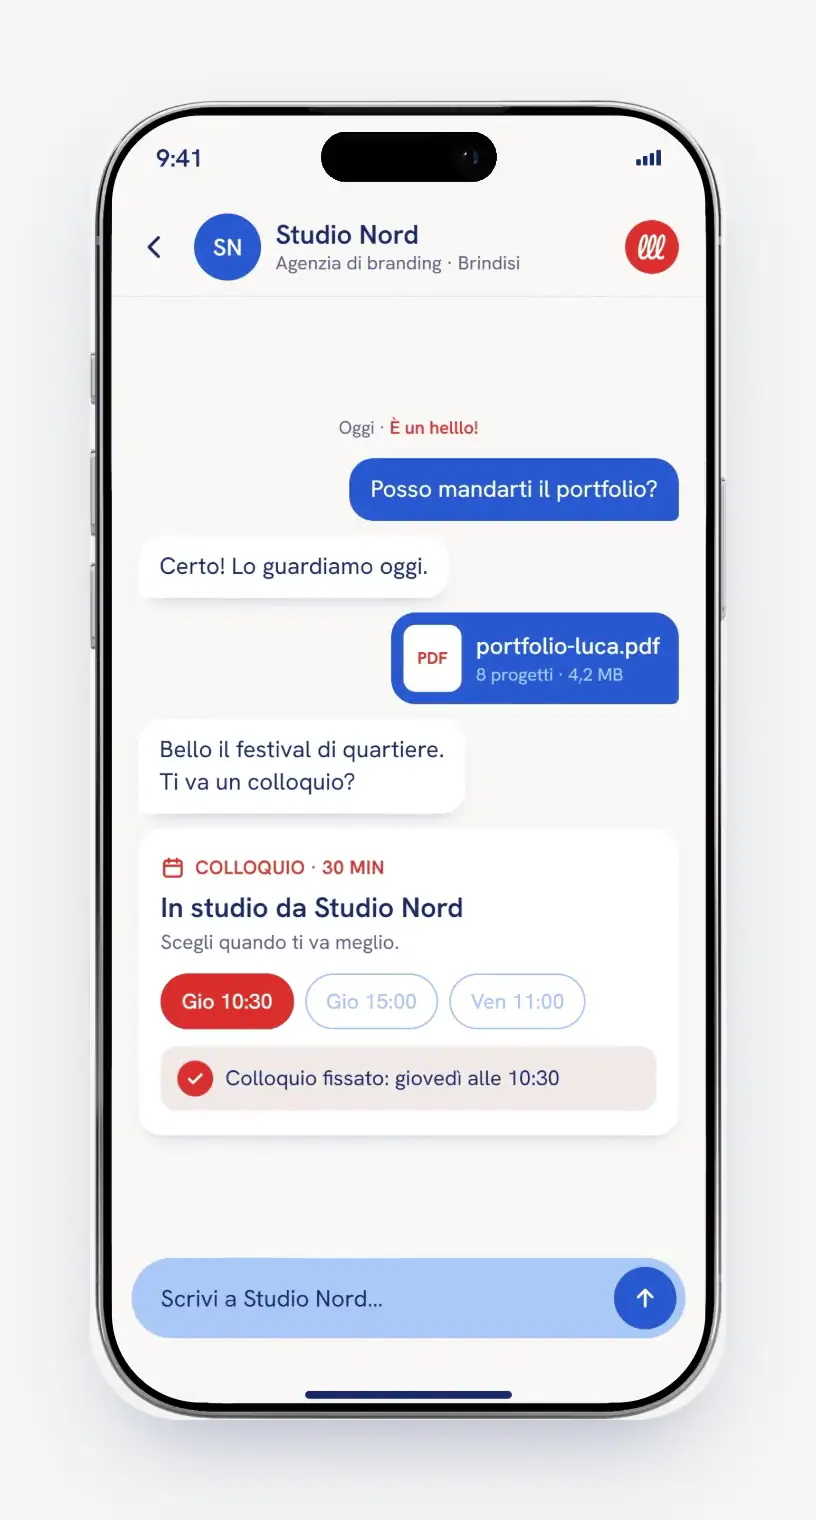 9:41
SN
Studio Nord
Agenzia di branding · Brindisi
lll
Oggi · È un helllo!
Posso mandarti il portfolio?
Certo! Lo guardiamo oggi.
PDF
portfolio-luca.pdf
8 progetti · 4,2 MB
Bello il festival di quartiere.
Ti va un colloquio?
COLLOQUIO · 30 MIN
In studio da Studio Nord
Scegli quando ti va meglio.
Gio 10:30
Gio 15:00
Ven 11:00
Colloquio fissato: giovedì alle 10:30
Scrivi a Studio Nord...